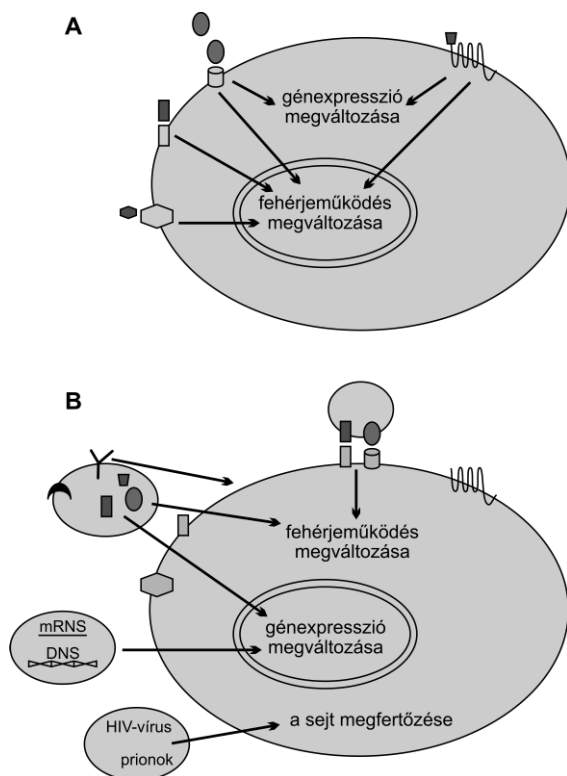 A
génexpresszió
megváltozása
fehérjeműködés
megváltozása
B
fehérjeműködés
megváltozása
génexpresszió
megváltozása
mRNS
DNS
a sejt megfertőzése
HIV-vírus
prionok